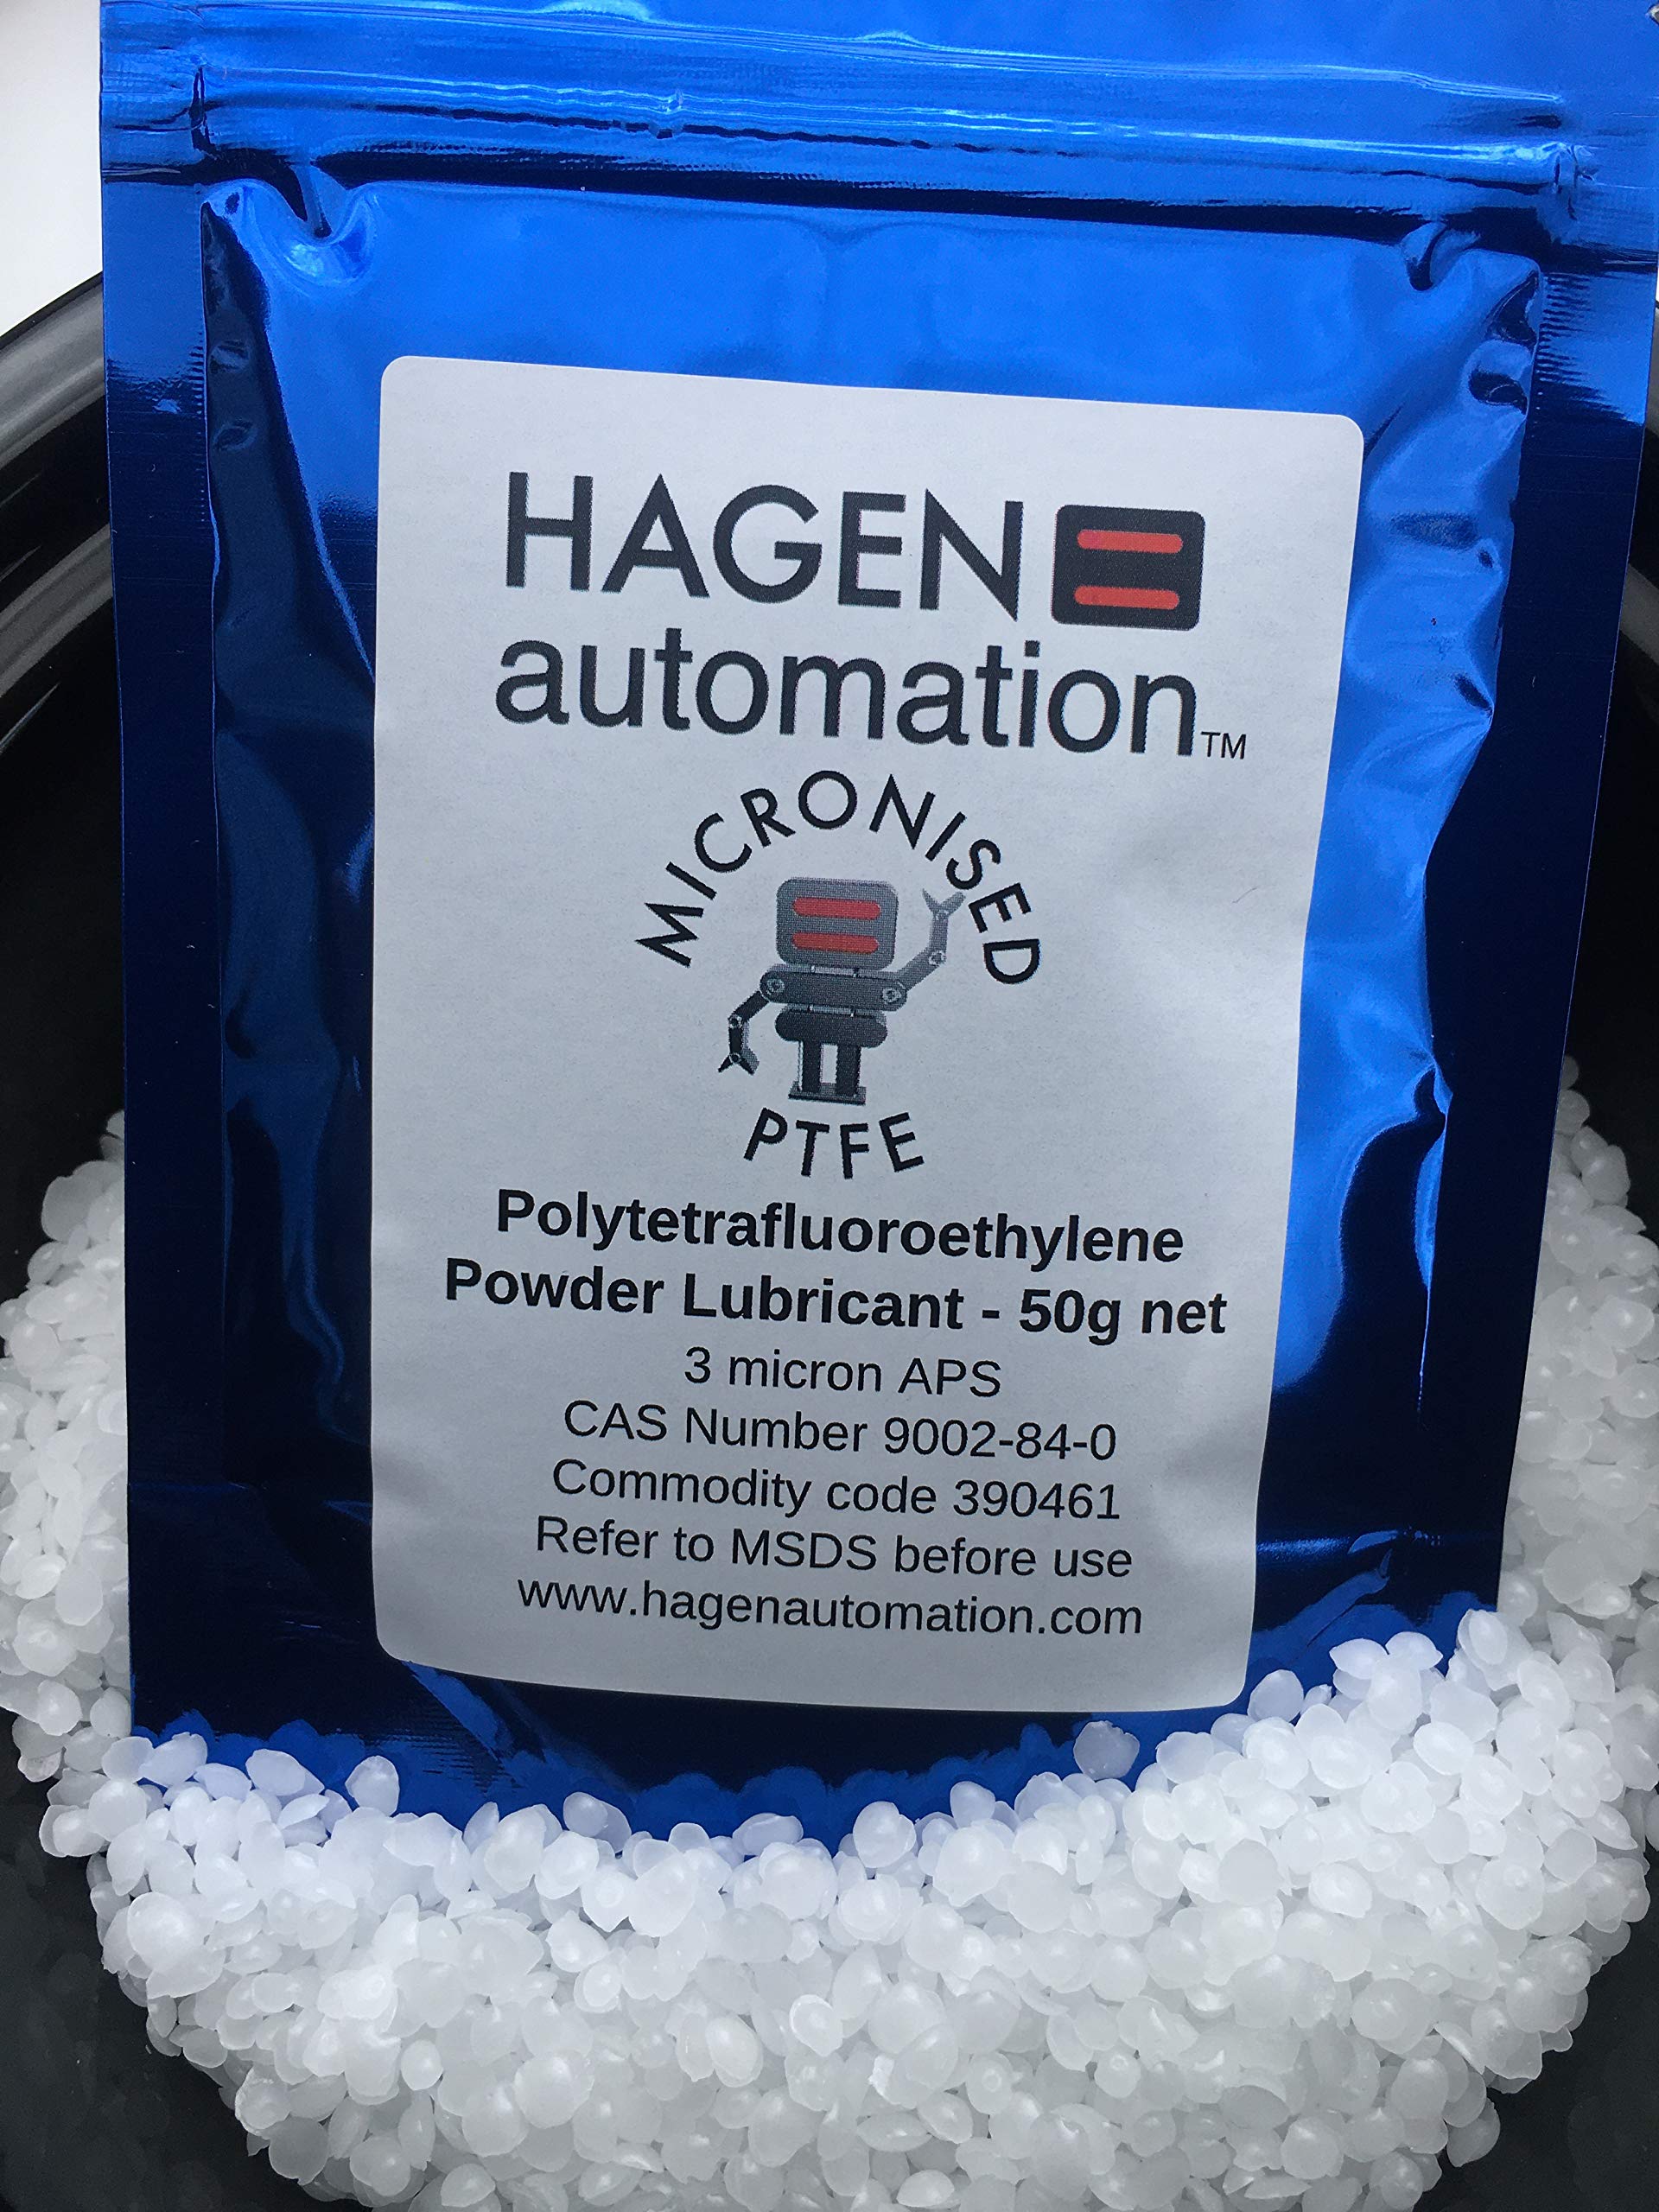 HAGEN
automation™
MICRONISED
PTFE
Polytetrafluoroethylene
Powder Lubricant - 50g net
3 micron APS
CAS Number 9002-84-0
Commodity code 390461
Refer to MSDS before use
www.hagenautomation.com